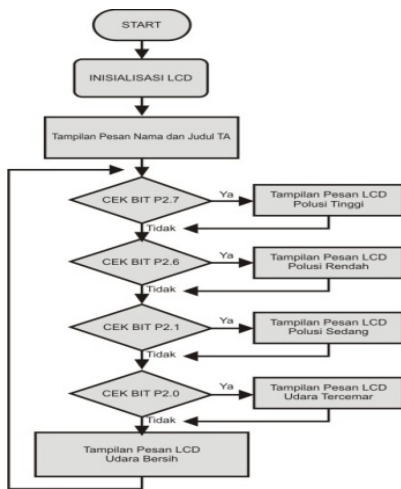 START
INISIALISASI LCD
Tampilan Pesan Nama dan Judul TA
CEK BIT P2.7
Ya
Tampilan Pesan LCD
Polusi Tinggi
Tidak
CEK BIT P2.6
Ya
Tampilan Pesan LCD
Polusi Rendah
Tidak
CEK BIT P2.1
Ya
Tampilan Pesan LCD
Polusi Sedang
Tidak
CEK BIT P2.0
Ya
Tampilan Pesan LCD
Udara Tercemar
Tidak
Tampilan Pesan LCD
Udara Bersih